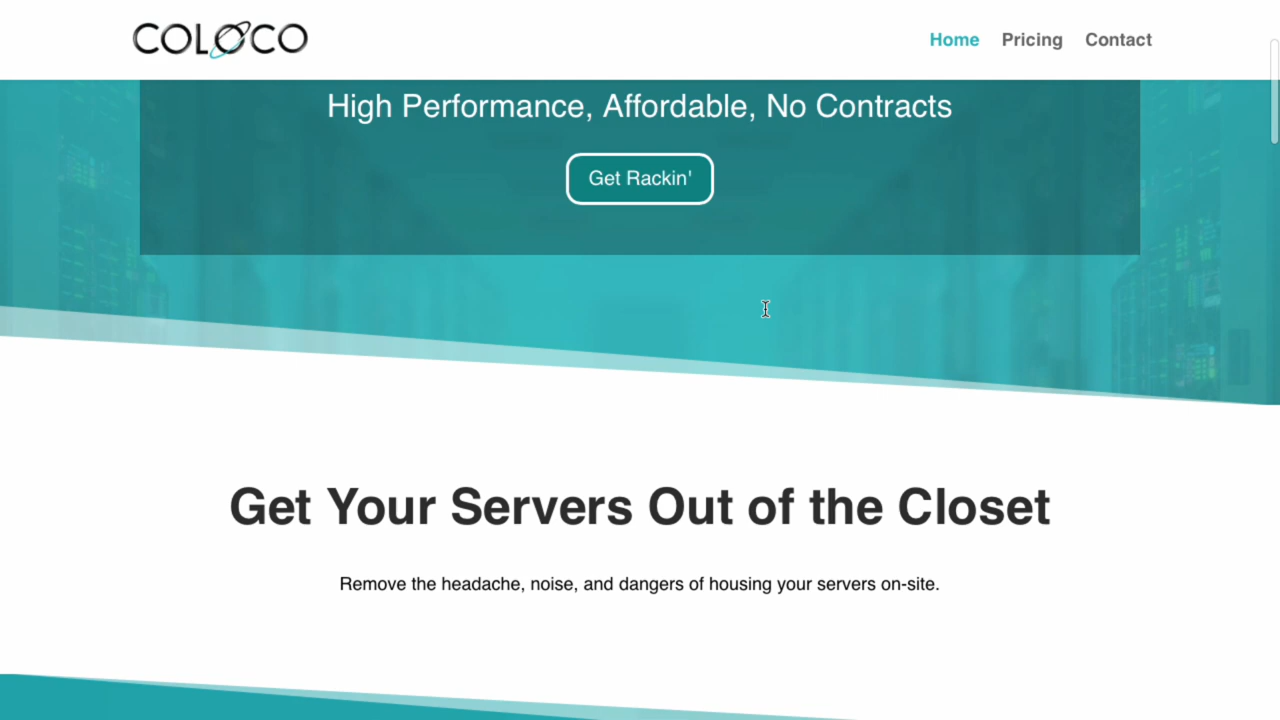 COLOCO
Home Pricing Contact
High Performance, Affordable, No Contracts
Get Rackin'
Get Your Servers Out of the Closet
Remove the headache, noise, and dangers of housing your servers on-site.